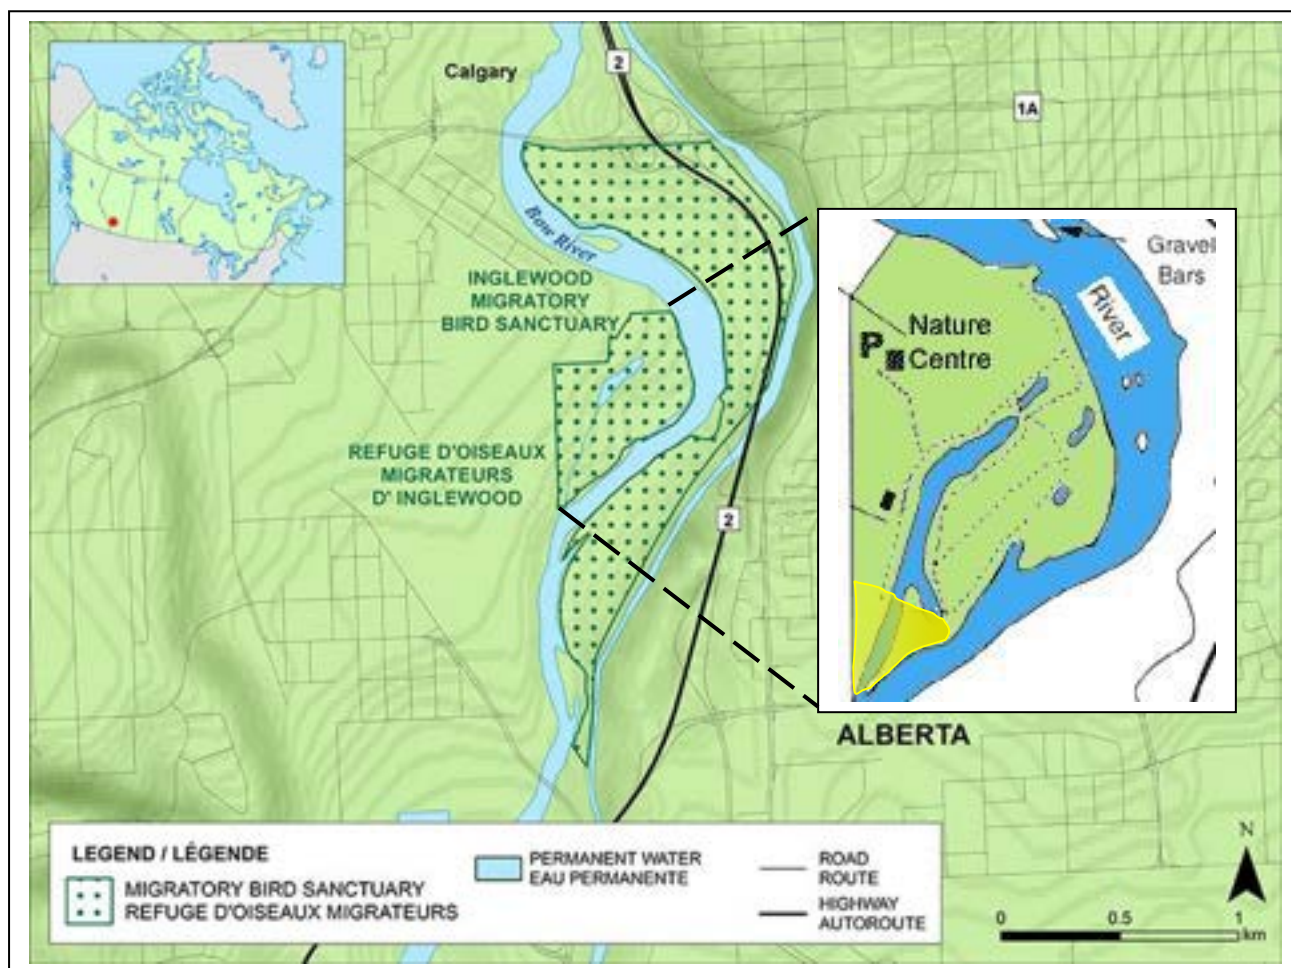 Calgary
2
1A
Bow River
INGLEWOOD
MIGRATORY
BIRD SANCTUARY
REFUGE D'OISEAUX
MIGRATEURS
D' INGLEWOOD
2
Gravel
Bars
River
Nature
P
Centre
ALBERTA
LEGEND / LÉGENDE
MIGRATORY BIRD SANCTUARY
REFUGE D'OISEAUX MIGRATEURS
PERMANENT WATER
EAU PERMANENTE
ROAD
ROUTE
HIGHWAY
AUTOROUTE
N
0 0.5 1
km